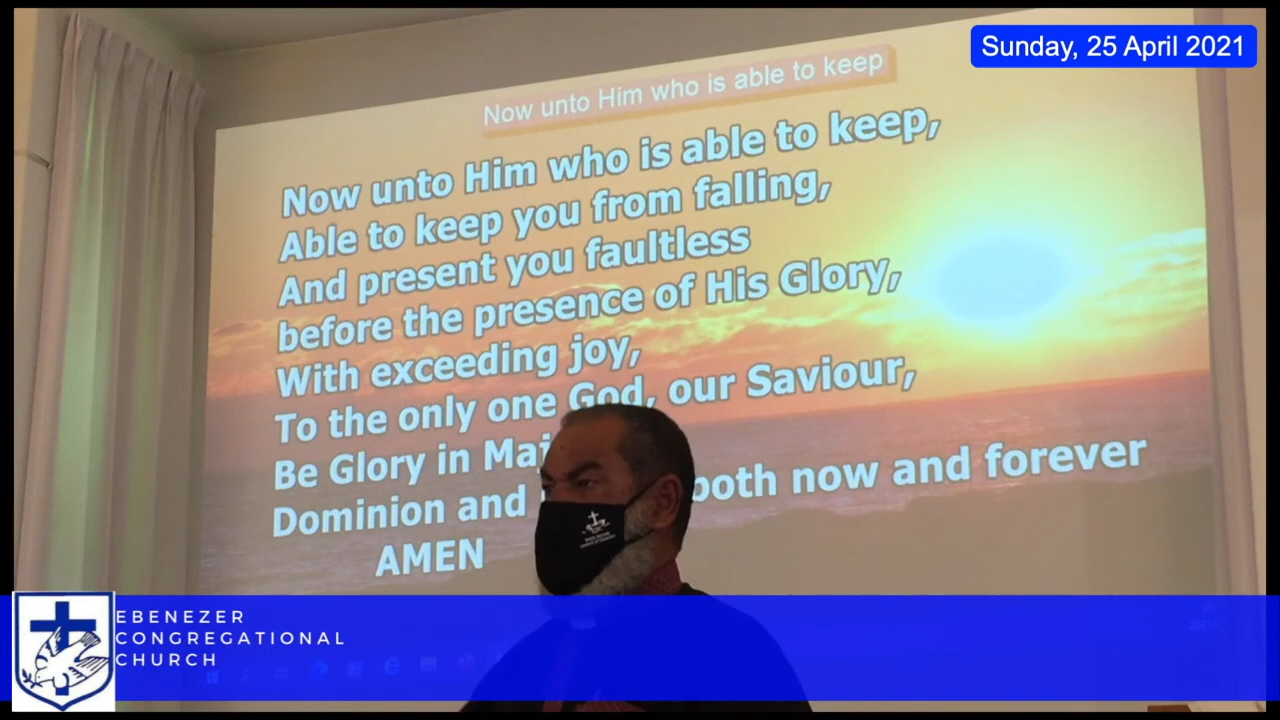 Sunday, 25 April 2021
Now unto Him who is able to keep
Now unto Him who is able to keep,
Able to keep you from falling,
And present you faultless
before the presence of His Glory,
With exceeding joy,
To the only one God, our Saviour,
Be Glory in Maj
Dominion and both now and forever
AMEN
EBENEZER
CONGREGATIONAL
CHURCH